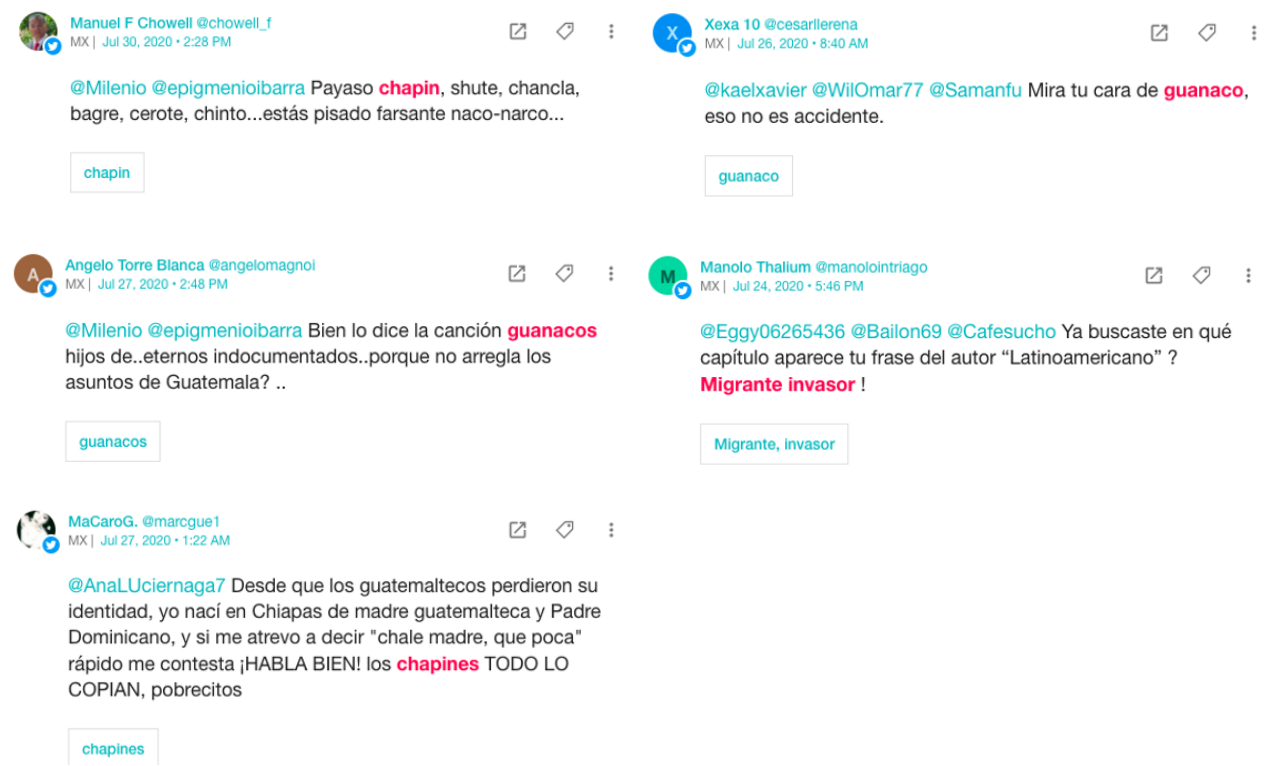 Manuel F Chowell @chowell_f
MX | Jul 30, 2020 • 2:28 PM
@Milenio @epigmenioibarra Payaso chapin, shute, chancla,
bagre, cerote, chinto...estás pisado farsante naco-narco...
chapin
X
Xexa 10 @cesarllerena
MX | Jul 26, 2020 • 8:40 AM
@kaelxavier @WilOmar77 @Samanfu Mira tu cara de guanaco,
eso no es accidente.
guanaco
A
Angelo Torre Blanca @angelomagnoi
MX | Jul 27, 2020 • 2:48 PM
@Milenio @epigmenioibarra Bien lo dice la canción guanacos
hijos de..eternos indocumentados..porque no arregla los
asuntos de Guatemala? ..
guanacos
M
Manolo Thalium @manolointriago
MX | Jul 24, 2020 • 5:46 PM
@Eggy06265436 @Bailon69 @Cafesucho Ya buscaste en qué
capítulo aparece tu frase del autor “Latinoamericano” ?
Migrante invasor !
Migrante, invasor
MaCaroG. @marcgue1
MX | Jul 27, 2020 • 1:22 AM
@AnaLUciernaga7 Desde que los guatemaltecos perdieron su
identidad, yo nací en Chiapas de madre guatemalteca y Padre
Dominicano, y si me atrevo a decir "chale madre, que poca"
rápido me contesta ¡HABLA BIEN! los chapines TODO LO
COPIAN, pobrecitos
chapines